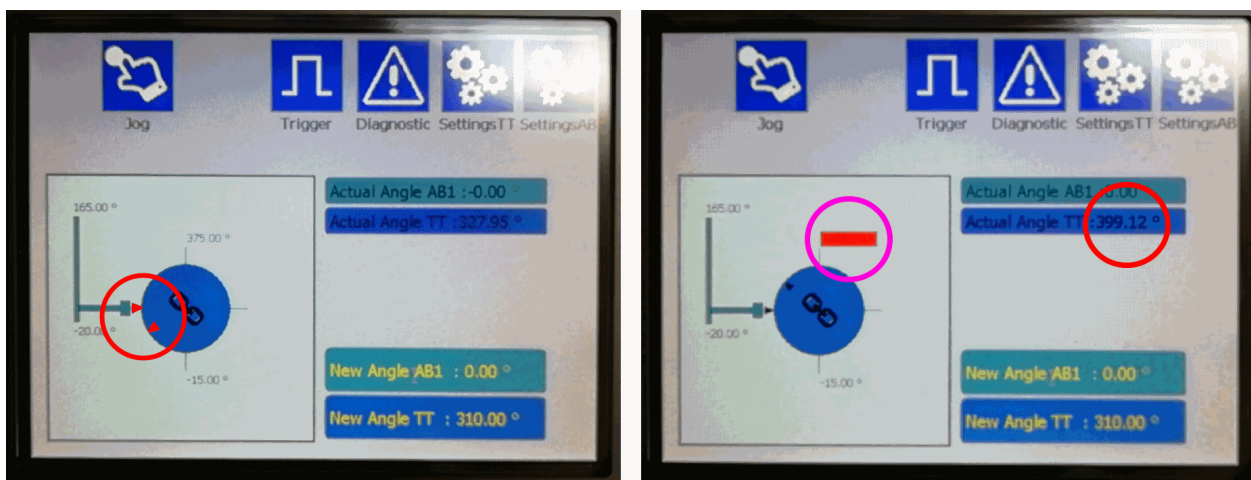 Jog
Trigger
Diagnostic
SettingsTT
SettingsAB
165.00 °
375.00 °
-20.00 °
-15.00 °
Actual Angle AB1 :-0.00 °
Actual Angle TT :327.95 °
New Angle AB1 : 0.00 °
New Angle TT : 310.00 °
Jog
Trigger
Diagnostic
SettingsTT
SettingsAB
165.00 °
-20.00 °
-15.00 °
Actual Angle AB1 :0.00 °
Actual Angle TT :399.12 °
New Angle AB1 : 0.00 °
New Angle TT : 310.00 °